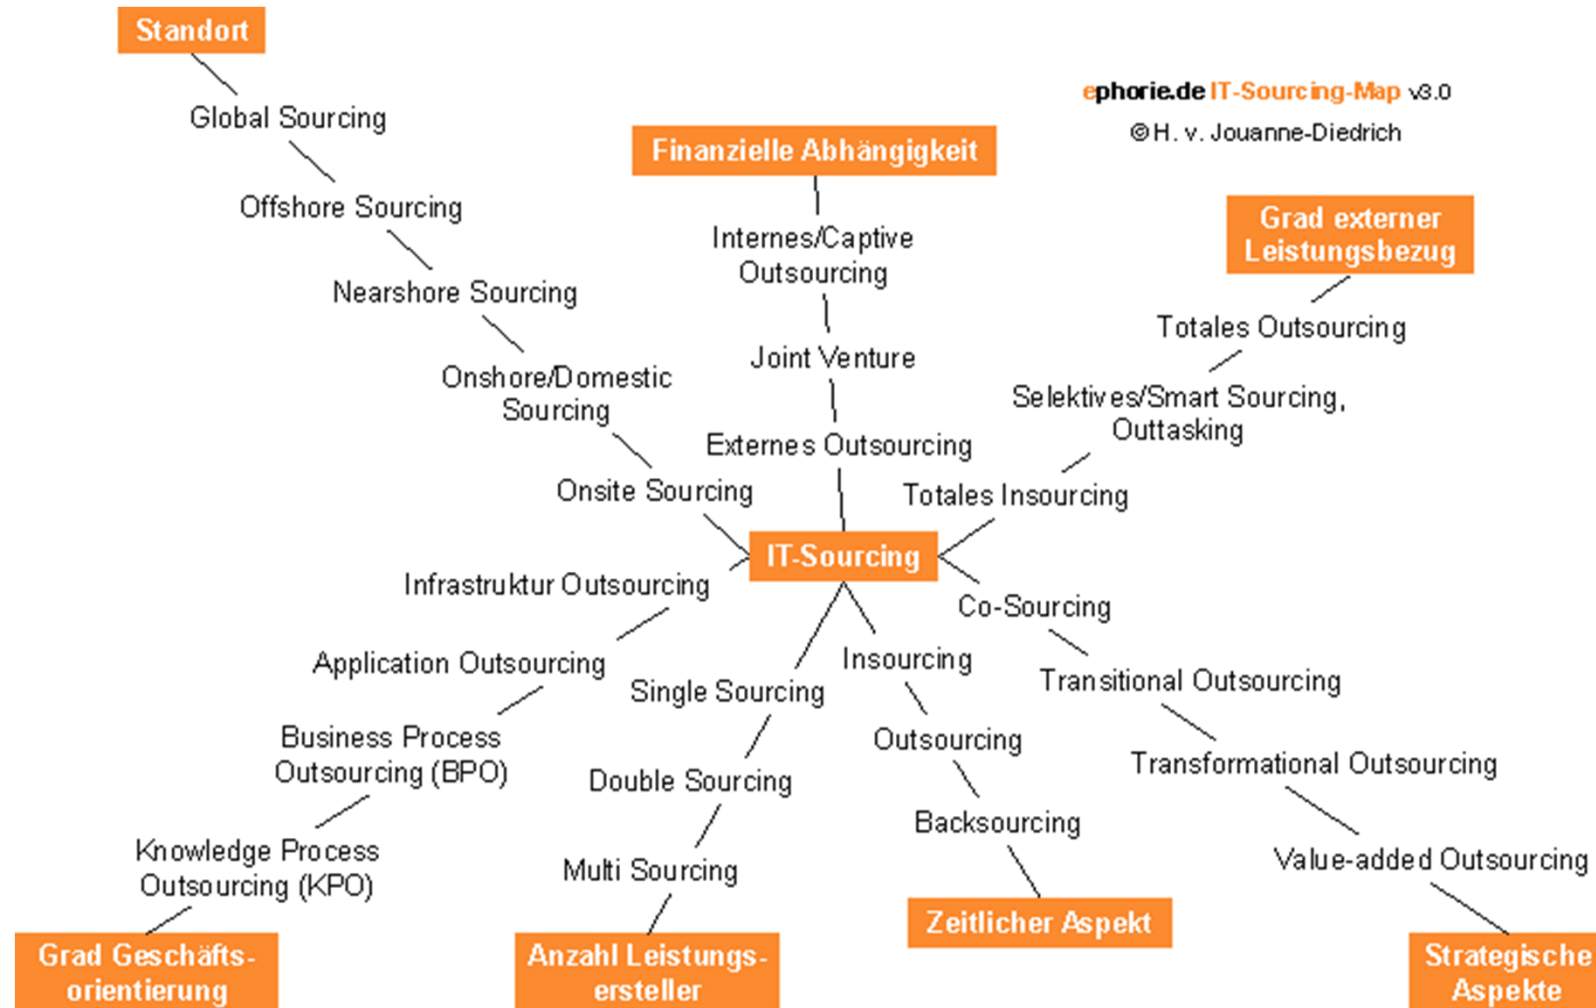 Standort
Global Sourcing
Offshore Sourcing
Nearshore Sourcing
Onshore/Domestic
Sourcing
Onsite Sourcing
Finanzielle Abhängigkeit
Internes/Captive
Outsourcing
Joint Venture
Externes Outsourcing
ephorie.de IT-Sourcing-Map v3.0
© H. v. Jouanne-Diedrich
Grad externer
Leistungsbezug
Totales Outsourcing
Selektives/Smart Sourcing,
Outtasking
Totales Insourcing
IT-Sourcing
Infrastruktur Outsourcing
Application Outsourcing
Business Process
Outsourcing (BPO)
Knowledge Process
Outsourcing (KPO)
Grad Geschäfts-
orientierung
Single Sourcing
Double Sourcing
Multi Sourcing
Anzahl Leistungs-
ersteller
Insourcing
Outsourcing
Backsourcing
Zeitlicher Aspekt
Co-Sourcing
Transitional Outsourcing
Transformational Outsourcing
Value-added Outsourcing
Strategische
Aspekte